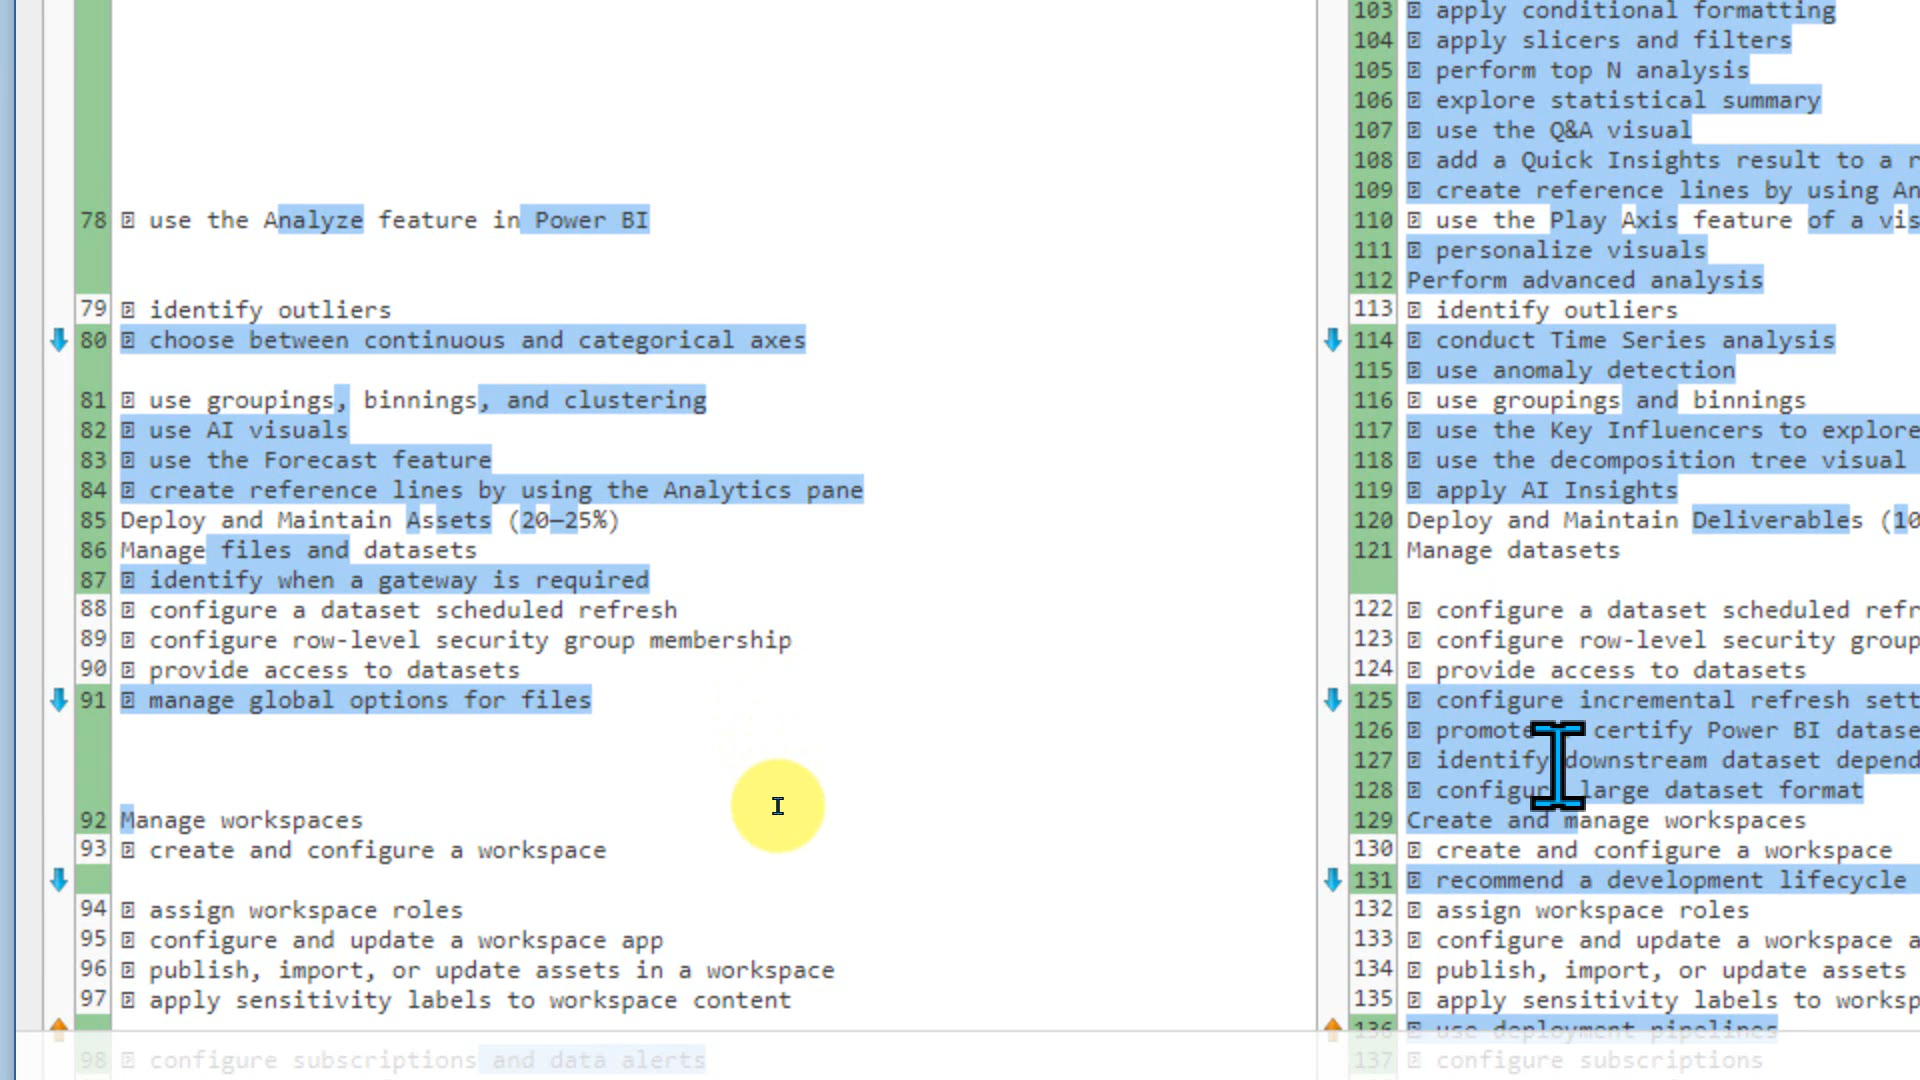 78 use the Analyze feature in Power BI
79 identify outliers
80 choose between continuous and categorical axes
81 use groupings, binnings, and clustering
82 use AI visuals
83 use the Forecast feature
84 create reference lines by using the Analytics pane
85 Deploy and Maintain Assets (20–25%)
86 Manage files and datasets
87 identify when a gateway is required
88 configure a dataset scheduled refresh
89 configure row-level security group membership
90 provide access to datasets
91 manage global options for files
92 Manage workspaces
93 create and configure a workspace
94 assign workspace roles
95 configure and update a workspace app
96 publish, import, or update assets in a workspace
97 apply sensitivity labels to workspace content
98 configure subscriptions and data alerts
103 apply conditional formatting
104 apply slicers and filters
105 perform top N analysis
106 explore statistical summary
107 use the Q&A visual
108 add a Quick Insights result to a r
109 create reference lines by using An
110 use the Play Axis feature of a vis
111 personalize visuals
112 Perform advanced analysis
113 identify outliers
114 conduct Time Series analysis
115 use anomaly detection
116 use groupings and binnings
117 use the Key Influencers to explore
118 use the decomposition tree visual
119 apply AI Insights
120 Deploy and Maintain Deliverables (10
121 Manage datasets
122 configure a dataset scheduled refr
123 configure row-level security group
124 provide access to datasets
125 configure incremental refresh sett
126 promote certify Power BI datase
127 identify downstream dataset depend
128 configure large dataset format
129 Create and manage workspaces
130 create and configure a workspace
131 recommend a development lifecycle
132 assign workspace roles
133 configure and update a workspace a
134 publish, import, or update assets
135 apply sensitivity labels to worksp
136 use deployment pipelines
137 configure subscriptions